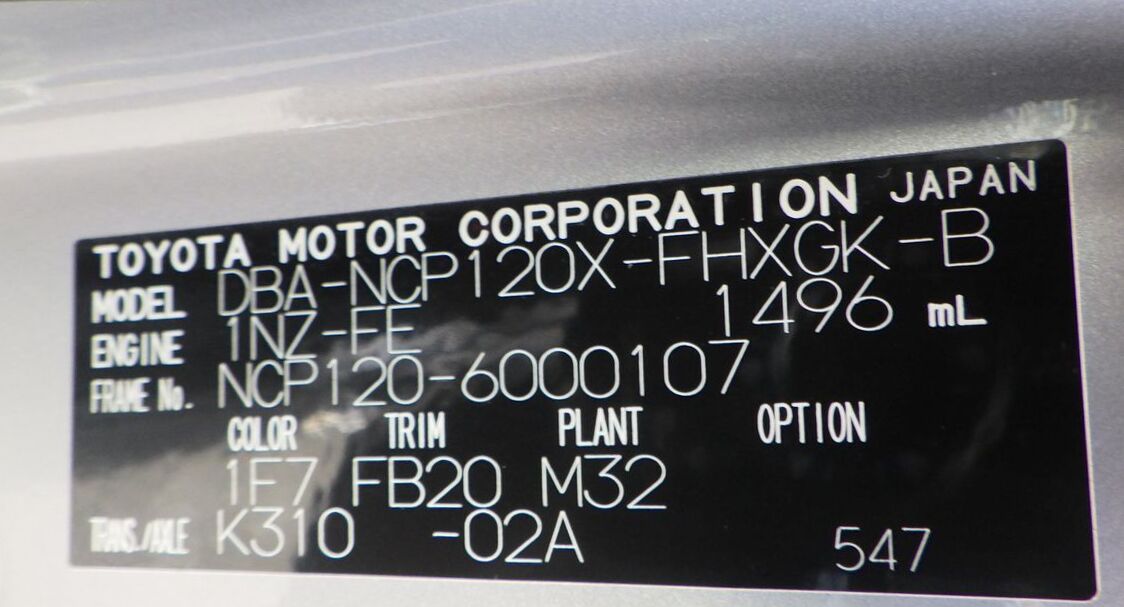 TOYOTA MOTOR CORPORATION JAPAN
MODEL DBA-NCP120X-FHXGK-B
ENGINE 1NZ-FE 1496 mL
FRAME No. NCP120-6000107
COLOR TRIM PLANT OPTION
1F7 FB20 M32
TRANS./AXLE K310 -02A 547